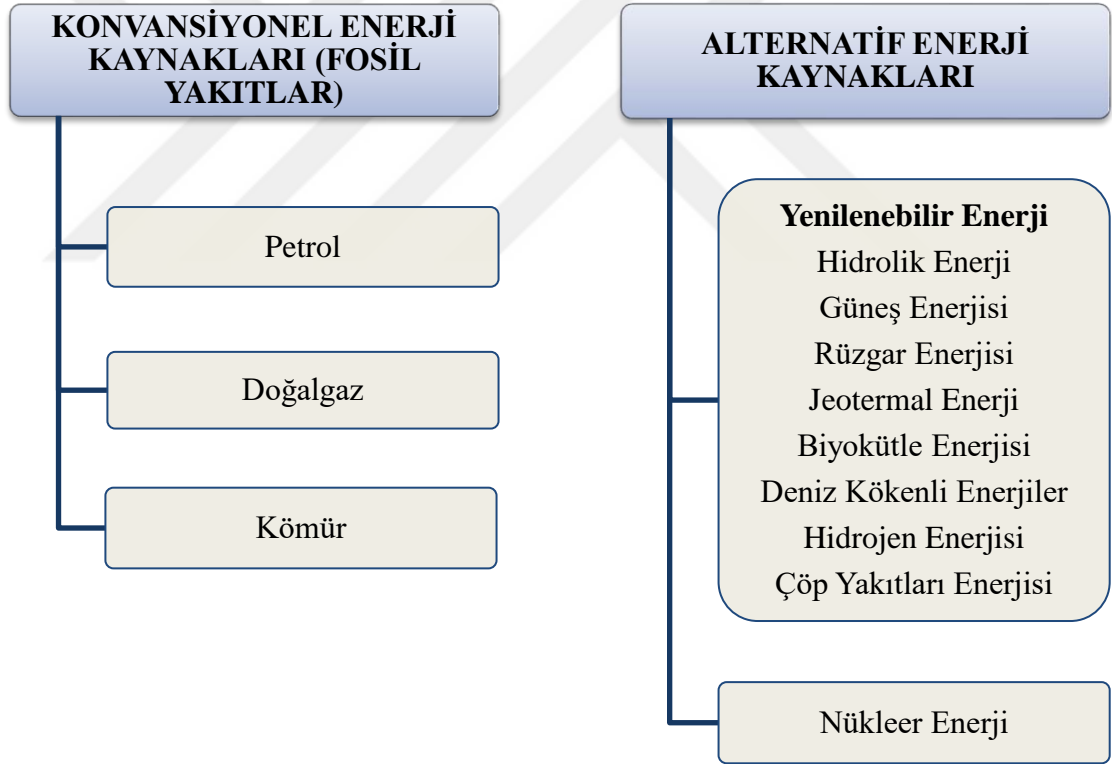 KONVANSİYONEL ENERJİ
KAYNAKLARI (FOSİL
YAKITLAR)
Petrol
Doğalgaz
Kömür
ALTERNATİF ENERJİ
KAYNAKLARI
Yenilenebilir Enerji
Hidrolik Enerji
Güneş Enerjisi
Rüzgar Enerjisi
Jeotermal Enerji
Biyokütle Enerjisi
Deniz Kökenli Enerjiler
Hidrojen Enerjisi
Çöp Yakıtları Enerjisi
Nükleer Enerji